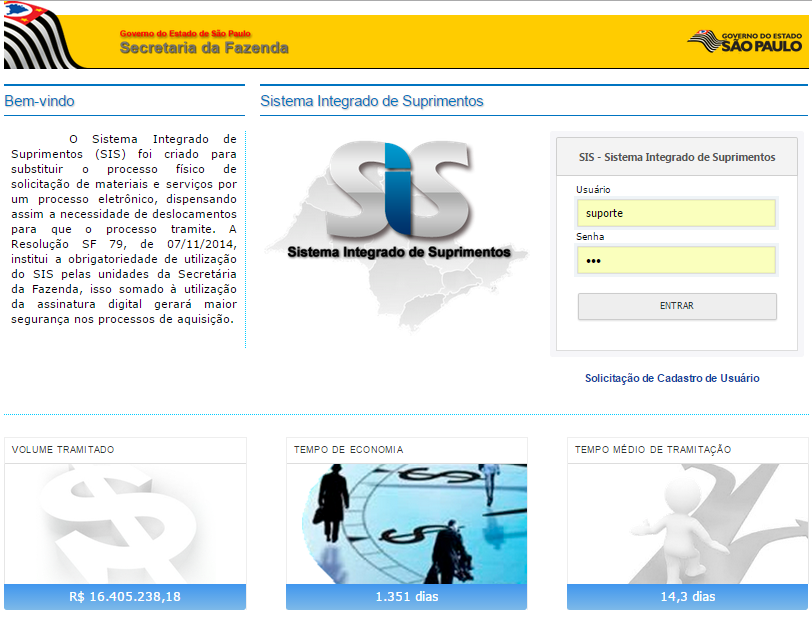 Governo do Estado de São Paulo
Secretaria da Fazenda
GOVERNO DO ESTADO
SÃO PAULO
Bem-vindo
Sistema Integrado de Suprimentos
O Sistema Integrado de
Suprimentos (SIS) foi criado para
substituir o processo físico de
solicitação de materiais e serviços por
um processo eletrônico, dispensando
assim a necessidade de deslocamentos
para que o processo tramite. A
Resolução SF 79, de 07/11/2014,
institui a obrigatoriedade de utilização
do SIS pelas unidades da Secretária
da Fazenda, isso somado à utilização
da assinatura digital gerará maior
segurança nos processos de aquisição.
SiS
Sistema Integrado de Suprimentos
SIS - Sistema Integrado de Suprimentos
Usuário
suporte
Senha
•••
ENTRAR
Solicitação de Cadastro de Usuário
VOLUME TRAMITADO
R$ 16.405.238,18
TEMPO DE ECONOMIA
1.351 dias
TEMPO MÉDIO DE TRAMITAÇÃO
14,3 dias